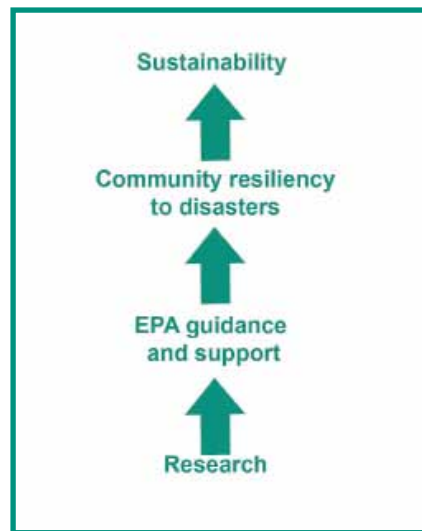 Sustainability
Community resiliency
to disasters
EPA guidance
and support
Research